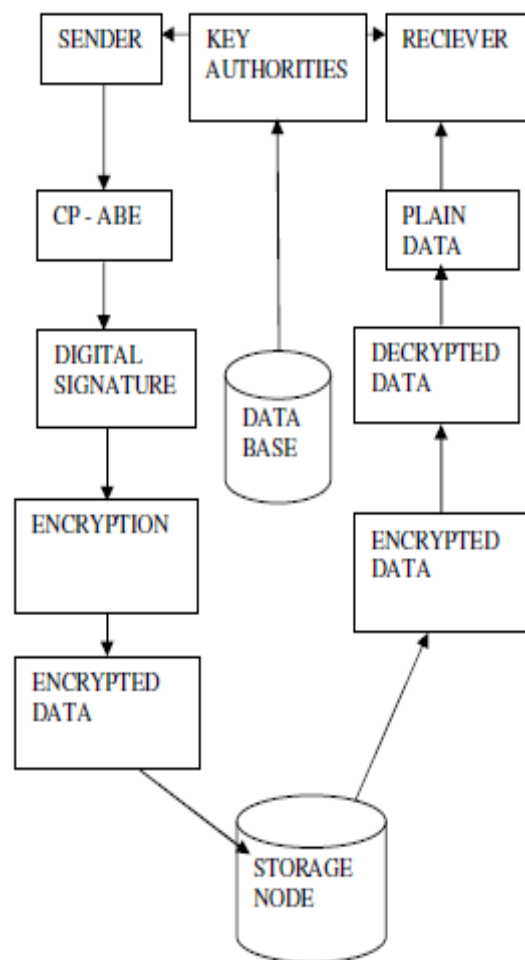 SENDER
KEY
AUTHORITIES
RECIEVER
CP - ABE
PLAIN
DATA
DIGITAL
SIGNATURE
DECRYPTED
DATA
DATA
BASE
ENCRYPTION
ENCRYPTED
DATA
ENCRYPTED
DATA
STORAGE
NODE